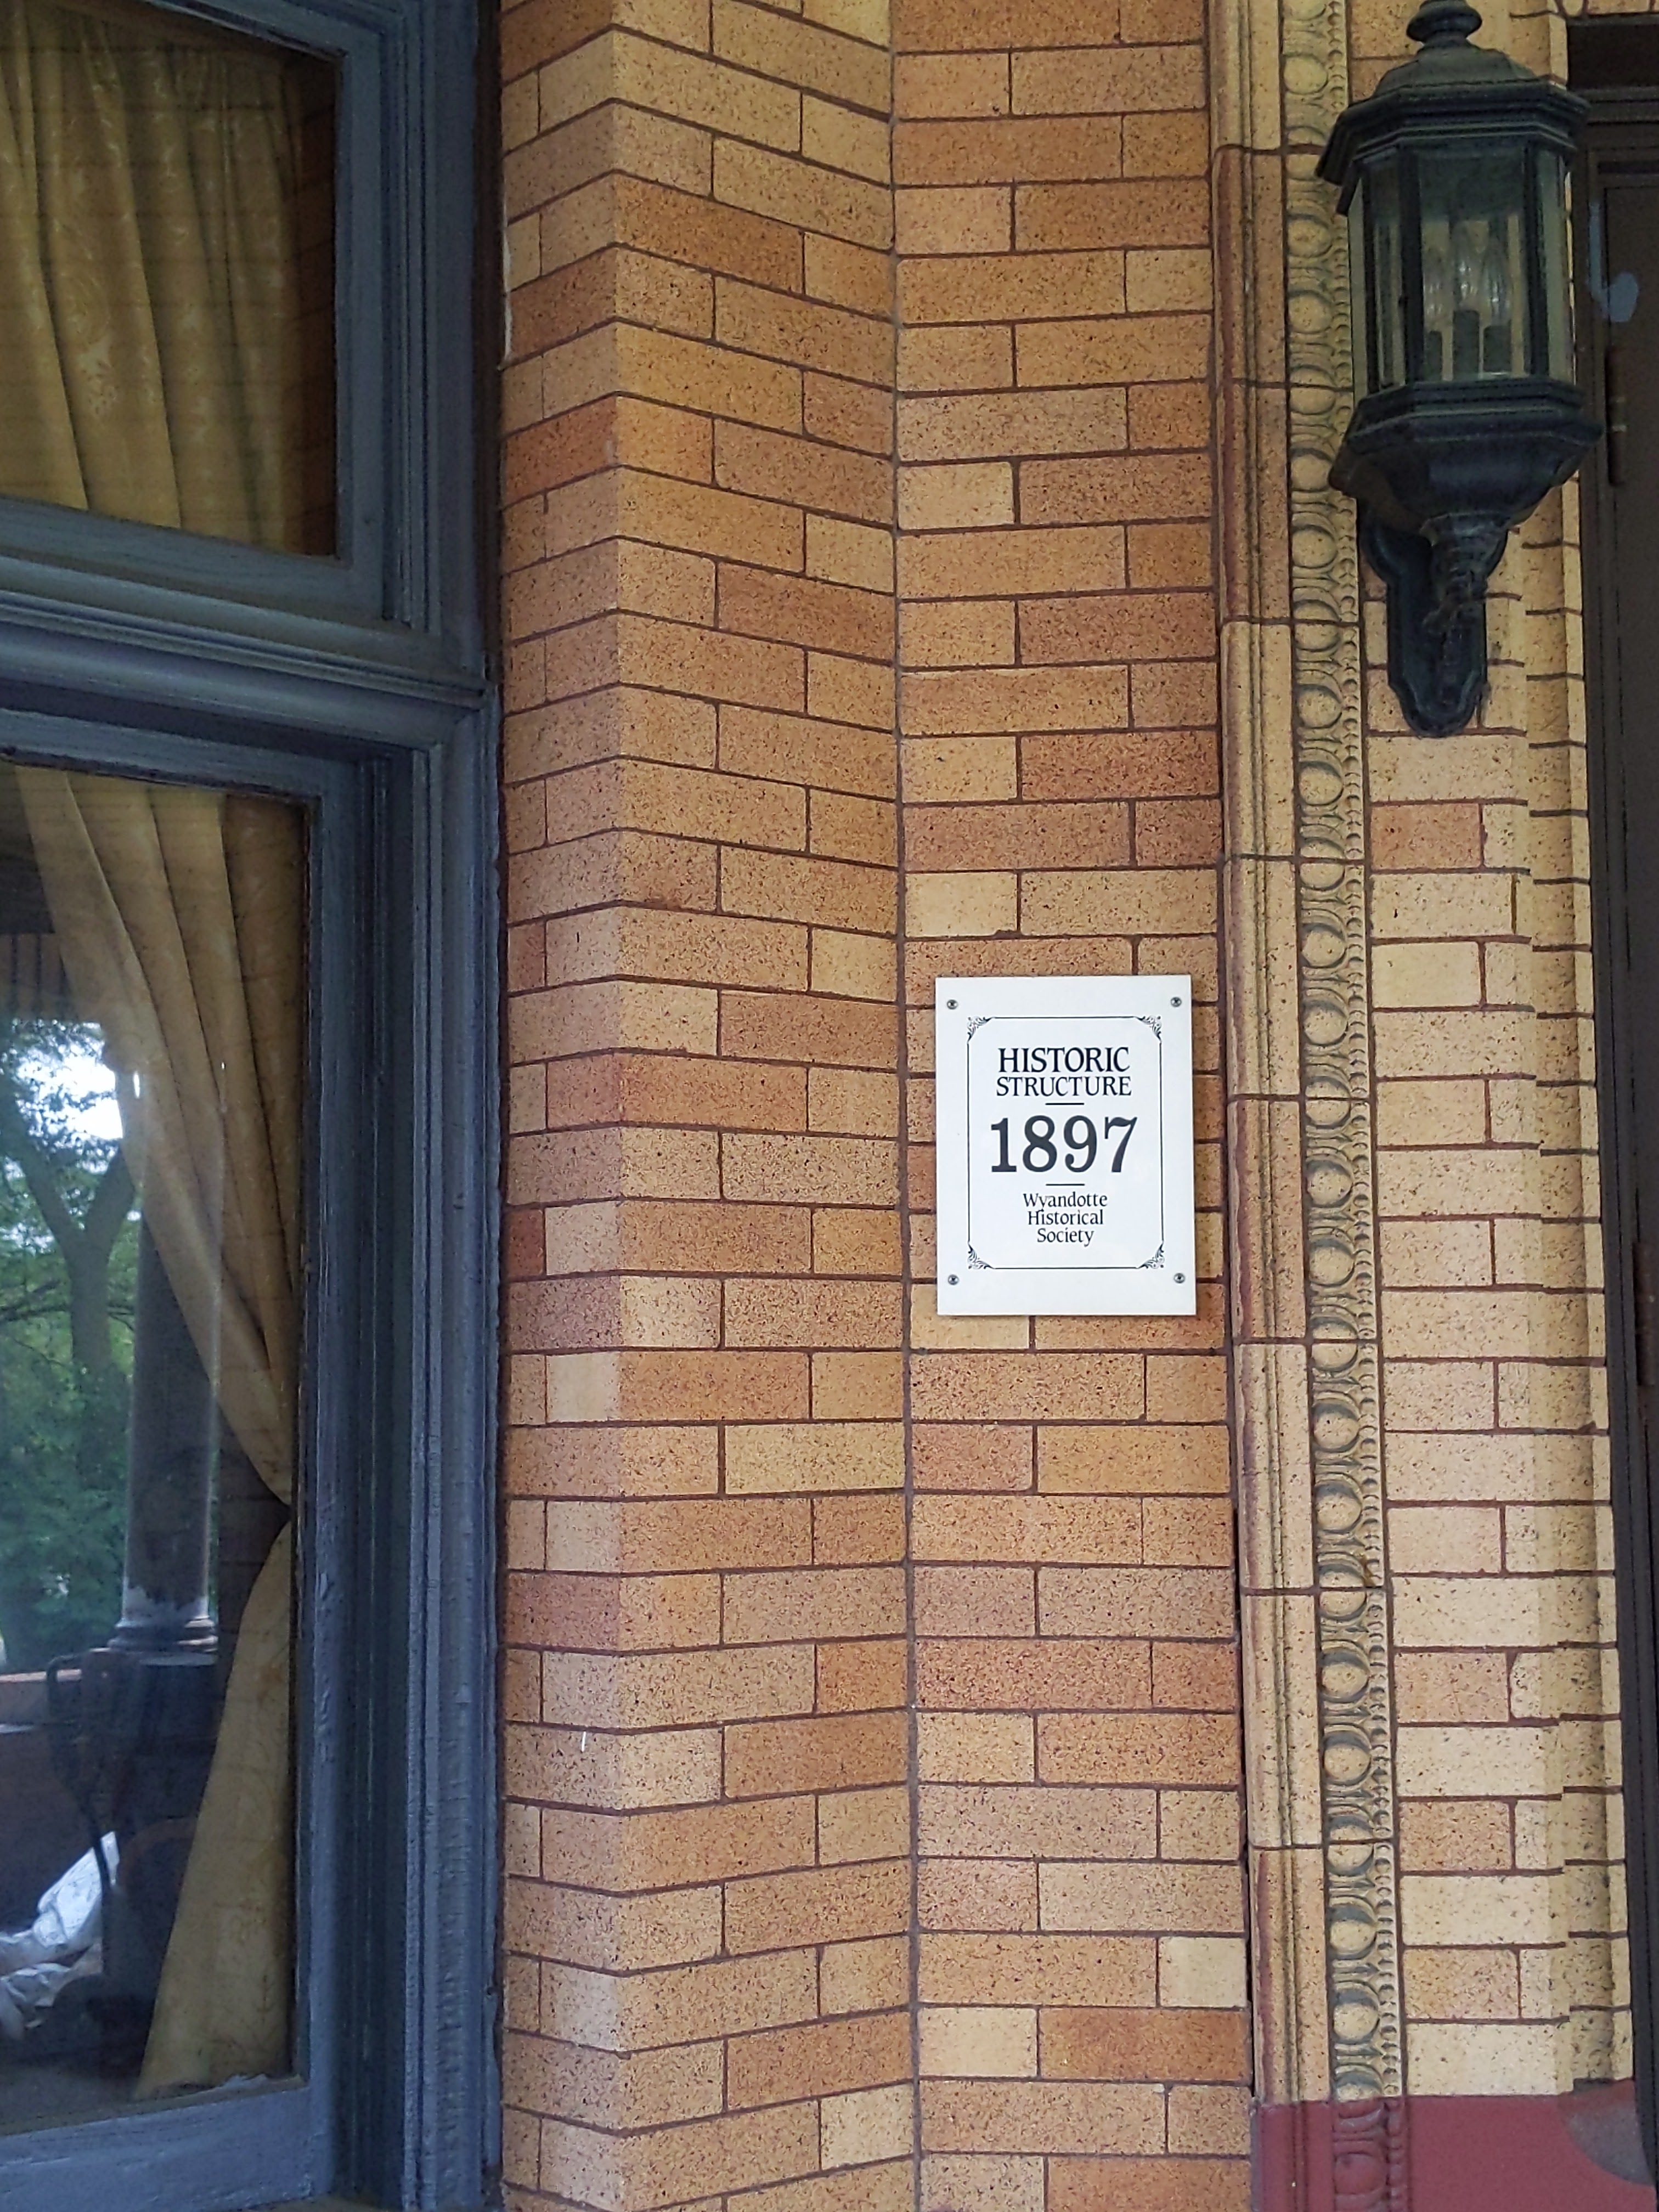 HISTORIC
STRUCTURE
1897
Wyandotte
Historical
Society